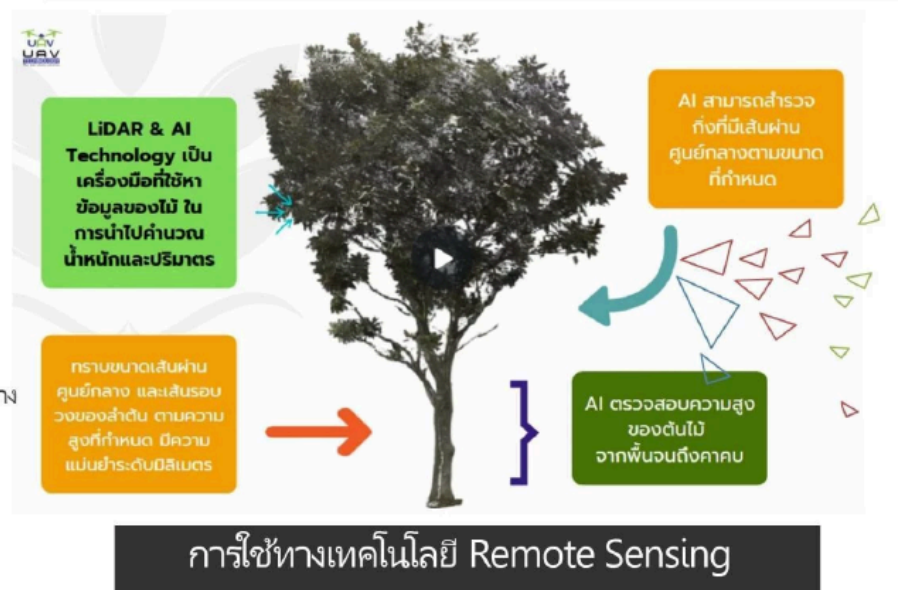 UAV
UAV
LiDAR & AI
Technology เป็น
เครื่องมือที่ใช้หา
ข้อมูลของไม้ ใน
การนำไปคำนวณ
น้ำหนักและปริมาตร
AI สามารถสำรวจ
กิ่งที่มีเส้นผ่าน
ศูนย์กลางตามขนาด
ที่กำหนด
ทราบขนาดเส้นผ่าน
ศูนย์กลาง และเส้นรอบ
วงของลำต้น ตามความ
สูงที่กำหนด มีความ
แม่นยำระดับมิลิเมตร
AI ตรวจสอบความสูง
ของต้นไม้
จากพื้นจนถึงคาคบ
การใช้ทางเทคโนโลยี Remote Sensing